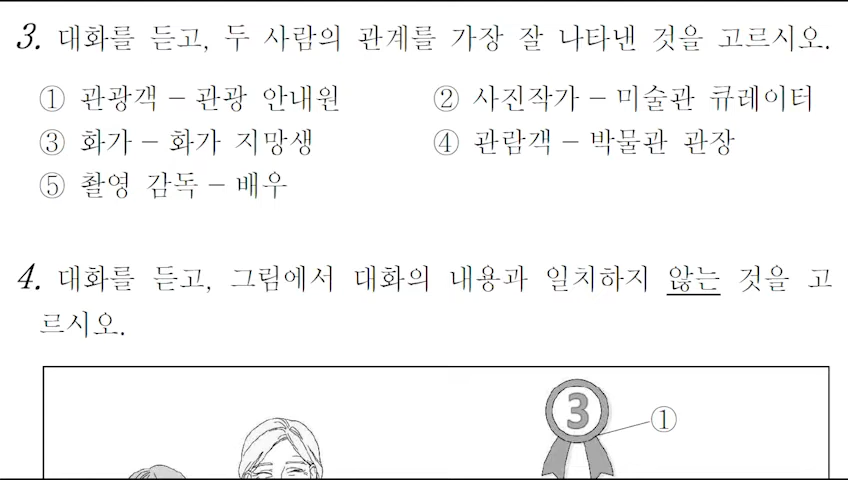 3. 대화를 듣고, 두 사람의 관계를 가장 잘 나타낸 것을 고르시오.
① 관광객 – 관광 안내원 ② 사진작가 – 미술관 큐레이터
③ 화가 – 화가 지망생 ④ 관람객 – 박물관 관장
⑤ 촬영 감독 – 배우
4. 대화를 듣고, 그림에서 대화의 내용과 일치하지 않는 것을 고
르시오.
3 ①